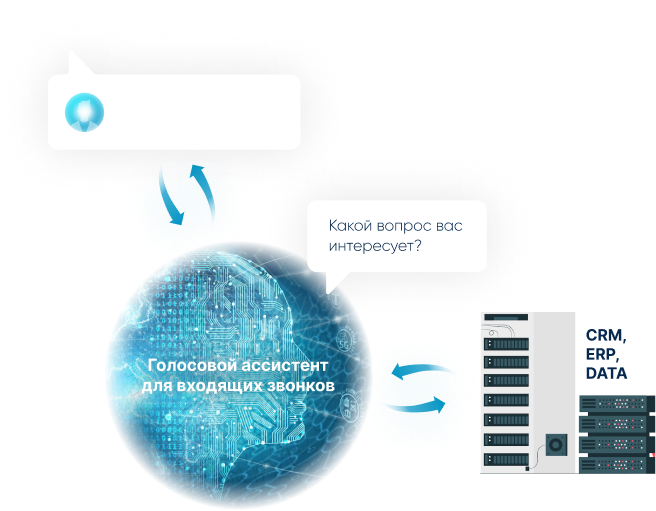 Какой вопрос вас
интересует?
Голосовой ассистент
для входящих звонков
CRM,
ERP,
DATA